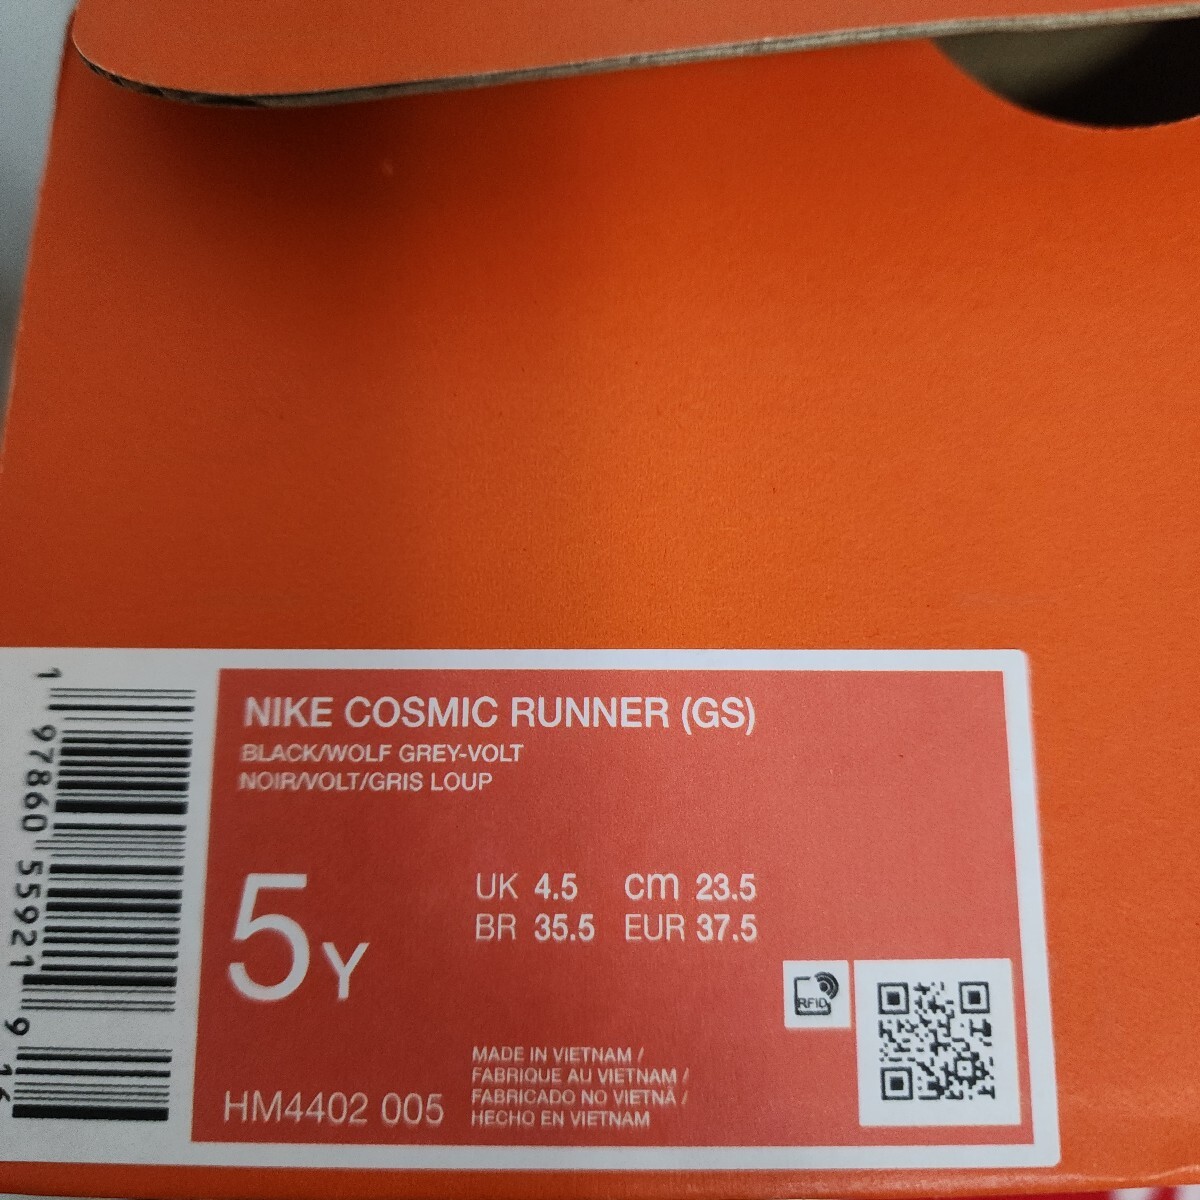 NIKE COSMIC RUNNER (GS)
BLACK/WOLF GREY-VOLT
NOIR/VOLT/GRIS LOUP
5Y
UK 4.5 cm 23.5
BR 35.5 EUR 37.5
RFID
MADE IN VIETNAM /
FABRIQUE AU VIETNAM /
FABRICADO NO VIETNÃ /
HECHO EN VIETNAM
HM4402 005
1 97860 55921 9